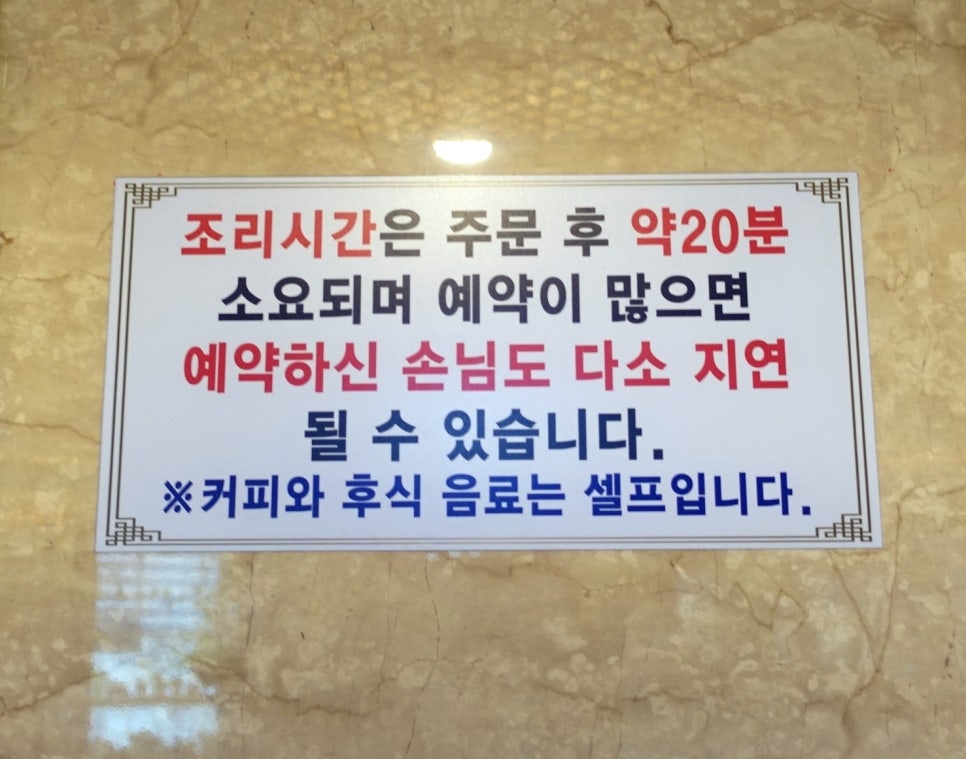 조리시간은 주문 후 약20분
소요되며 예약이 많으면
예약하신 손님도 다소 지연
될 수 있습니다.
※커피와 후식 음료는 셀프입니다.